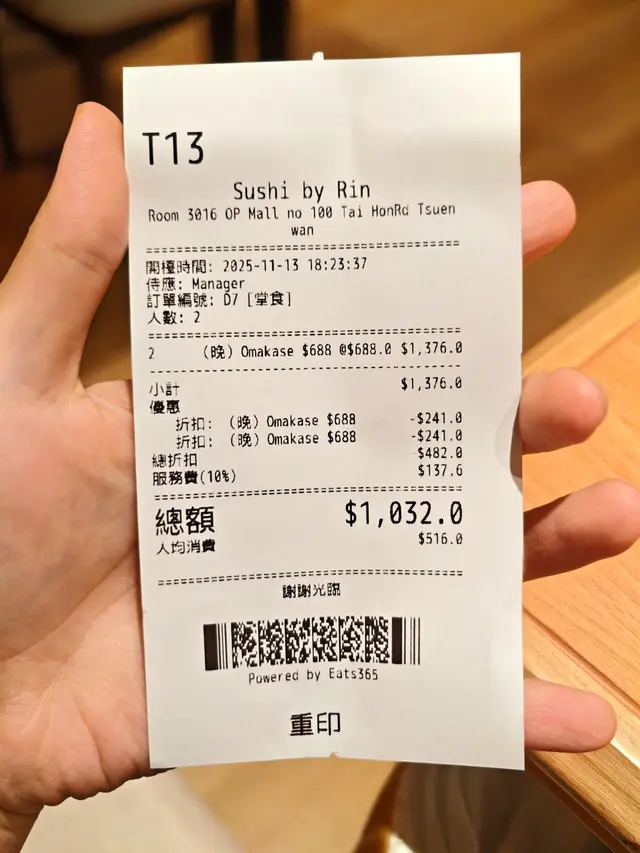 T13
Sushi by Rin
Room 3016 OP Mall no 100 Tai HonRd Tsuen
wan
開檯時間: 2025-11-13 18:23:37
侍應: Manager
訂單編號: D7 [堂食]
人數: 2
2 (晚) Omakase $688 @$688.0 $1,376.0
小計 $1,376.0
優惠
折扣: (晚) Omakase $688 -$241.0
折扣: (晚) Omakase $688 -$241.0
總折扣 -$482.0
服務費(10%) $137.6
總額 $1,032.0
人均消費 $516.0
謝謝光臨
Powered by Eats365
重印